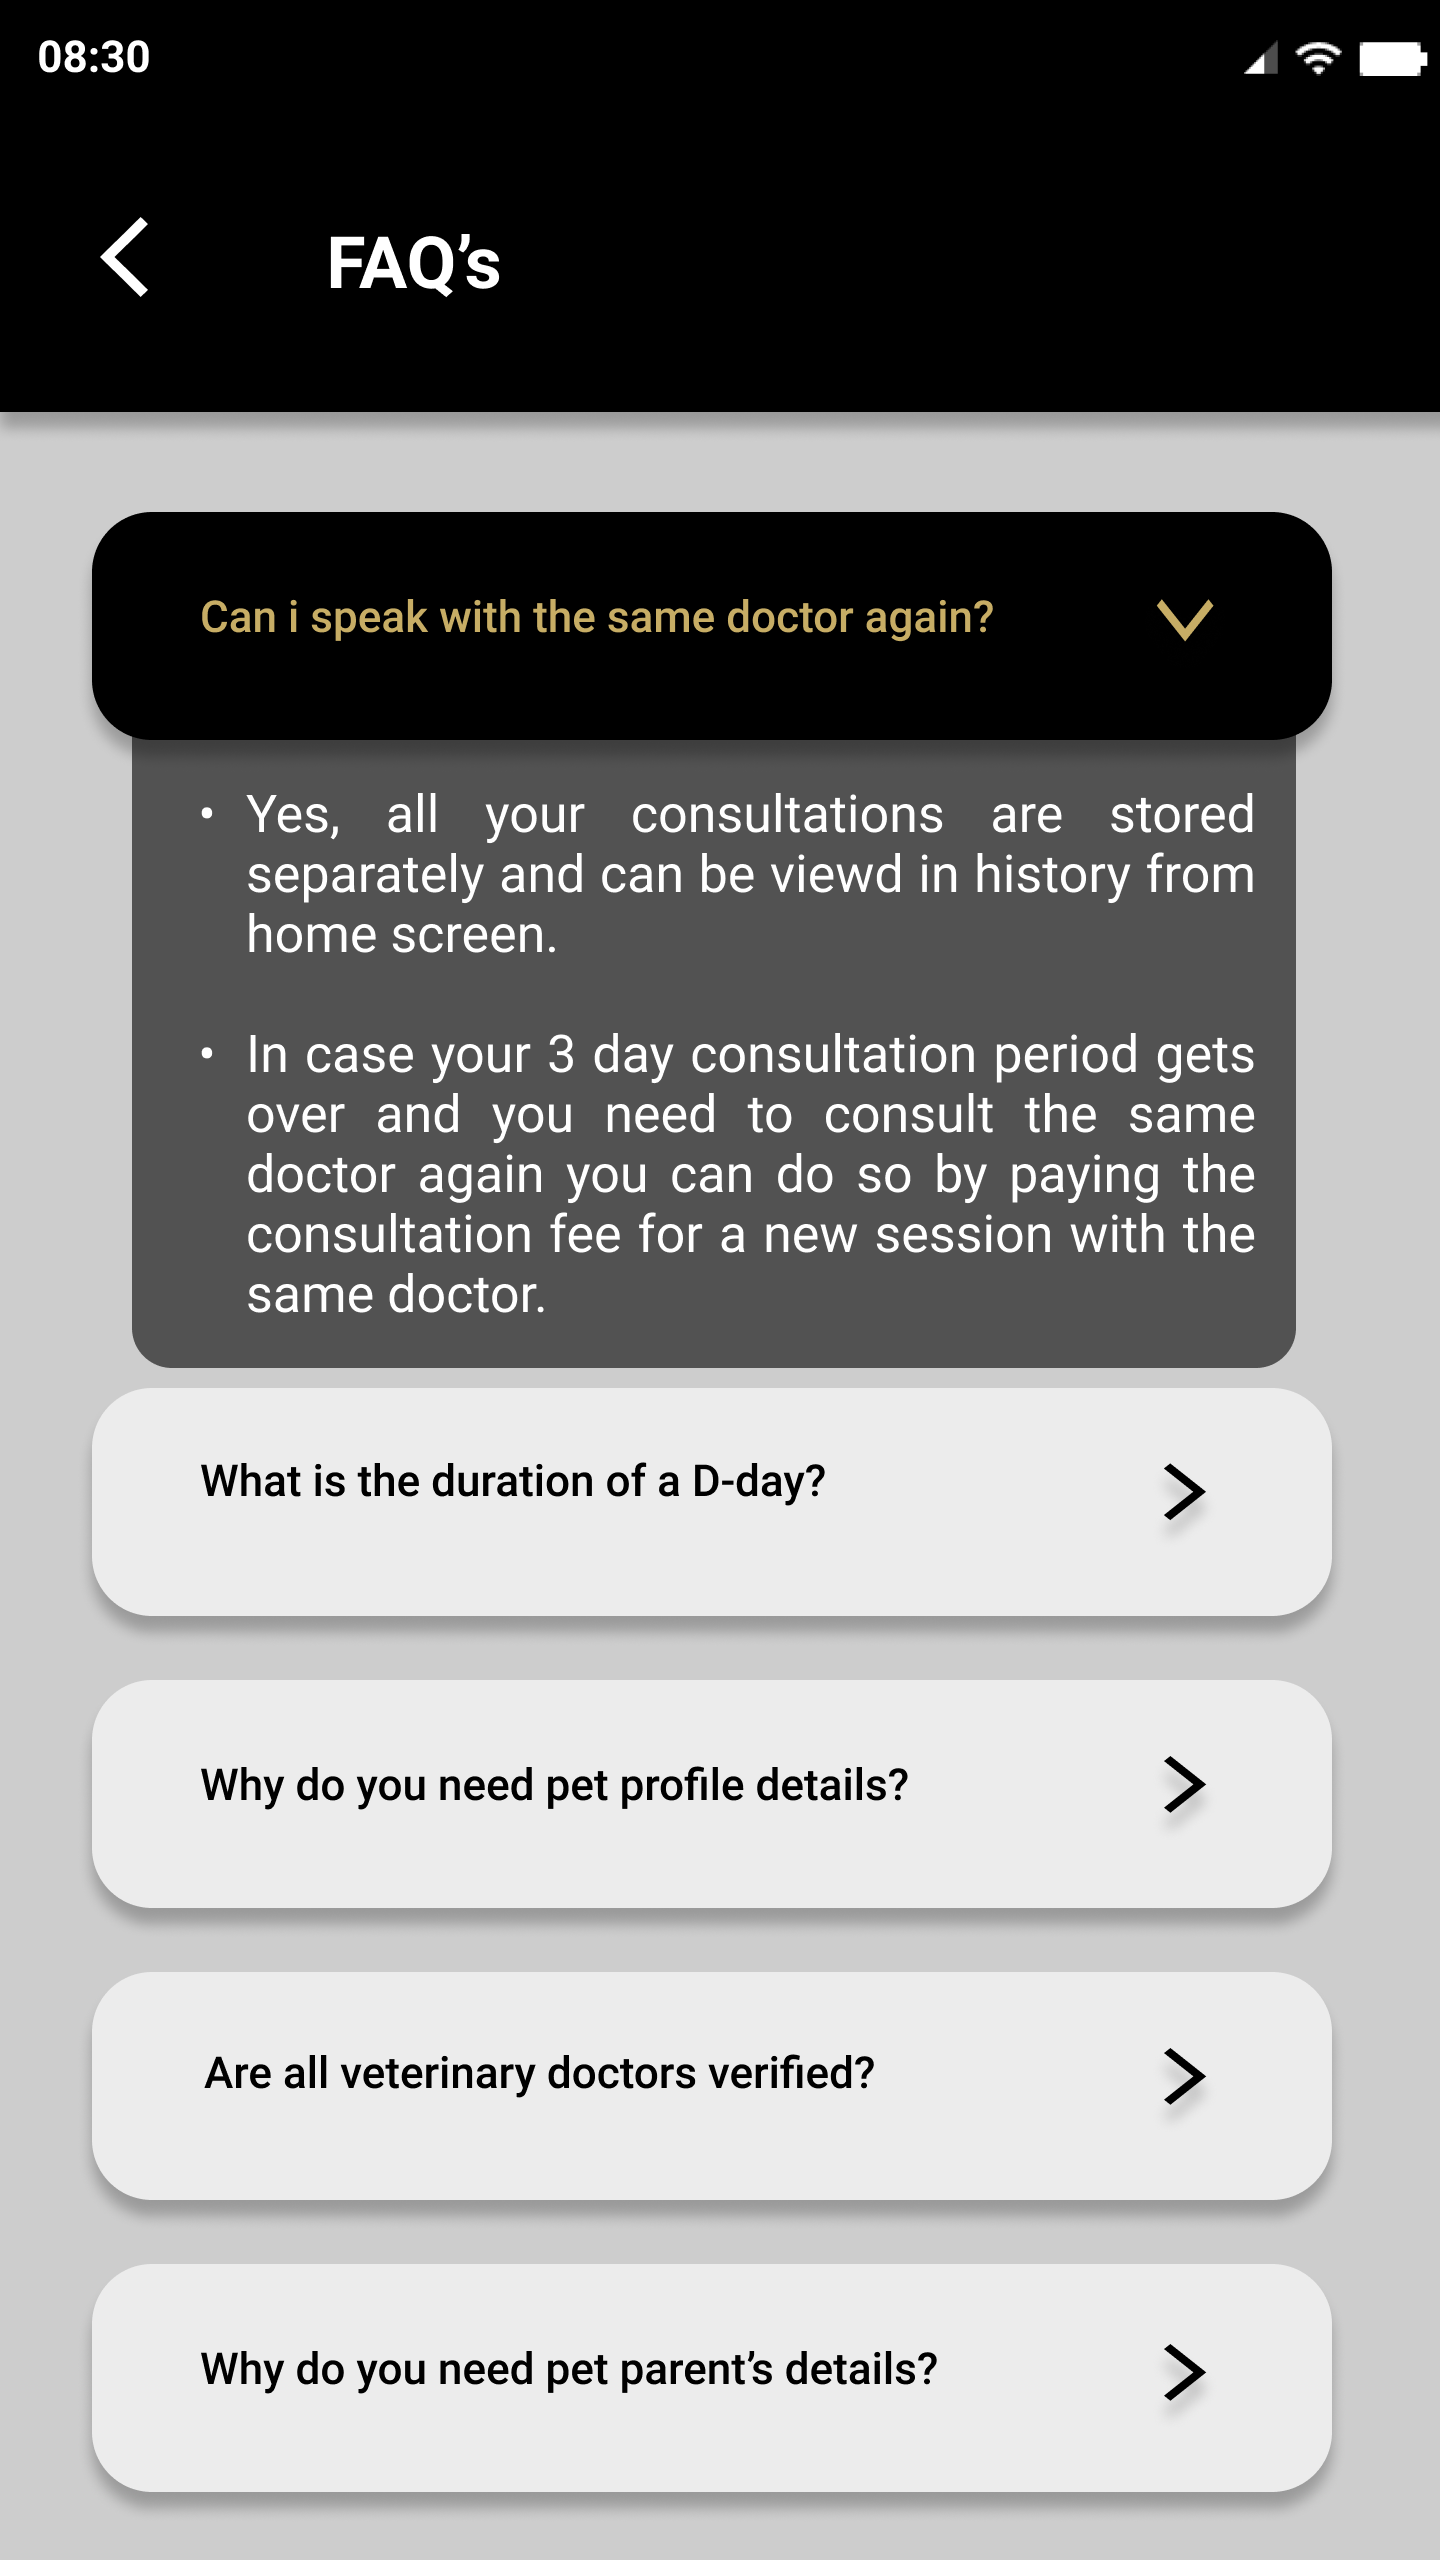 08:30
FAQ’s
Can i speak with the same doctor again?
• Yes, all your consultations are stored
separately and can be viewd in history from
home screen.
• In case your 3 day consultation period gets
over and you need to consult the same
doctor again you can do so by paying the
consultation fee for a new session with the
same doctor.
What is the duration of a D-day?
Why do you need pet profile details?
Are all veterinary doctors verified?
Why do you need pet parent’s details?